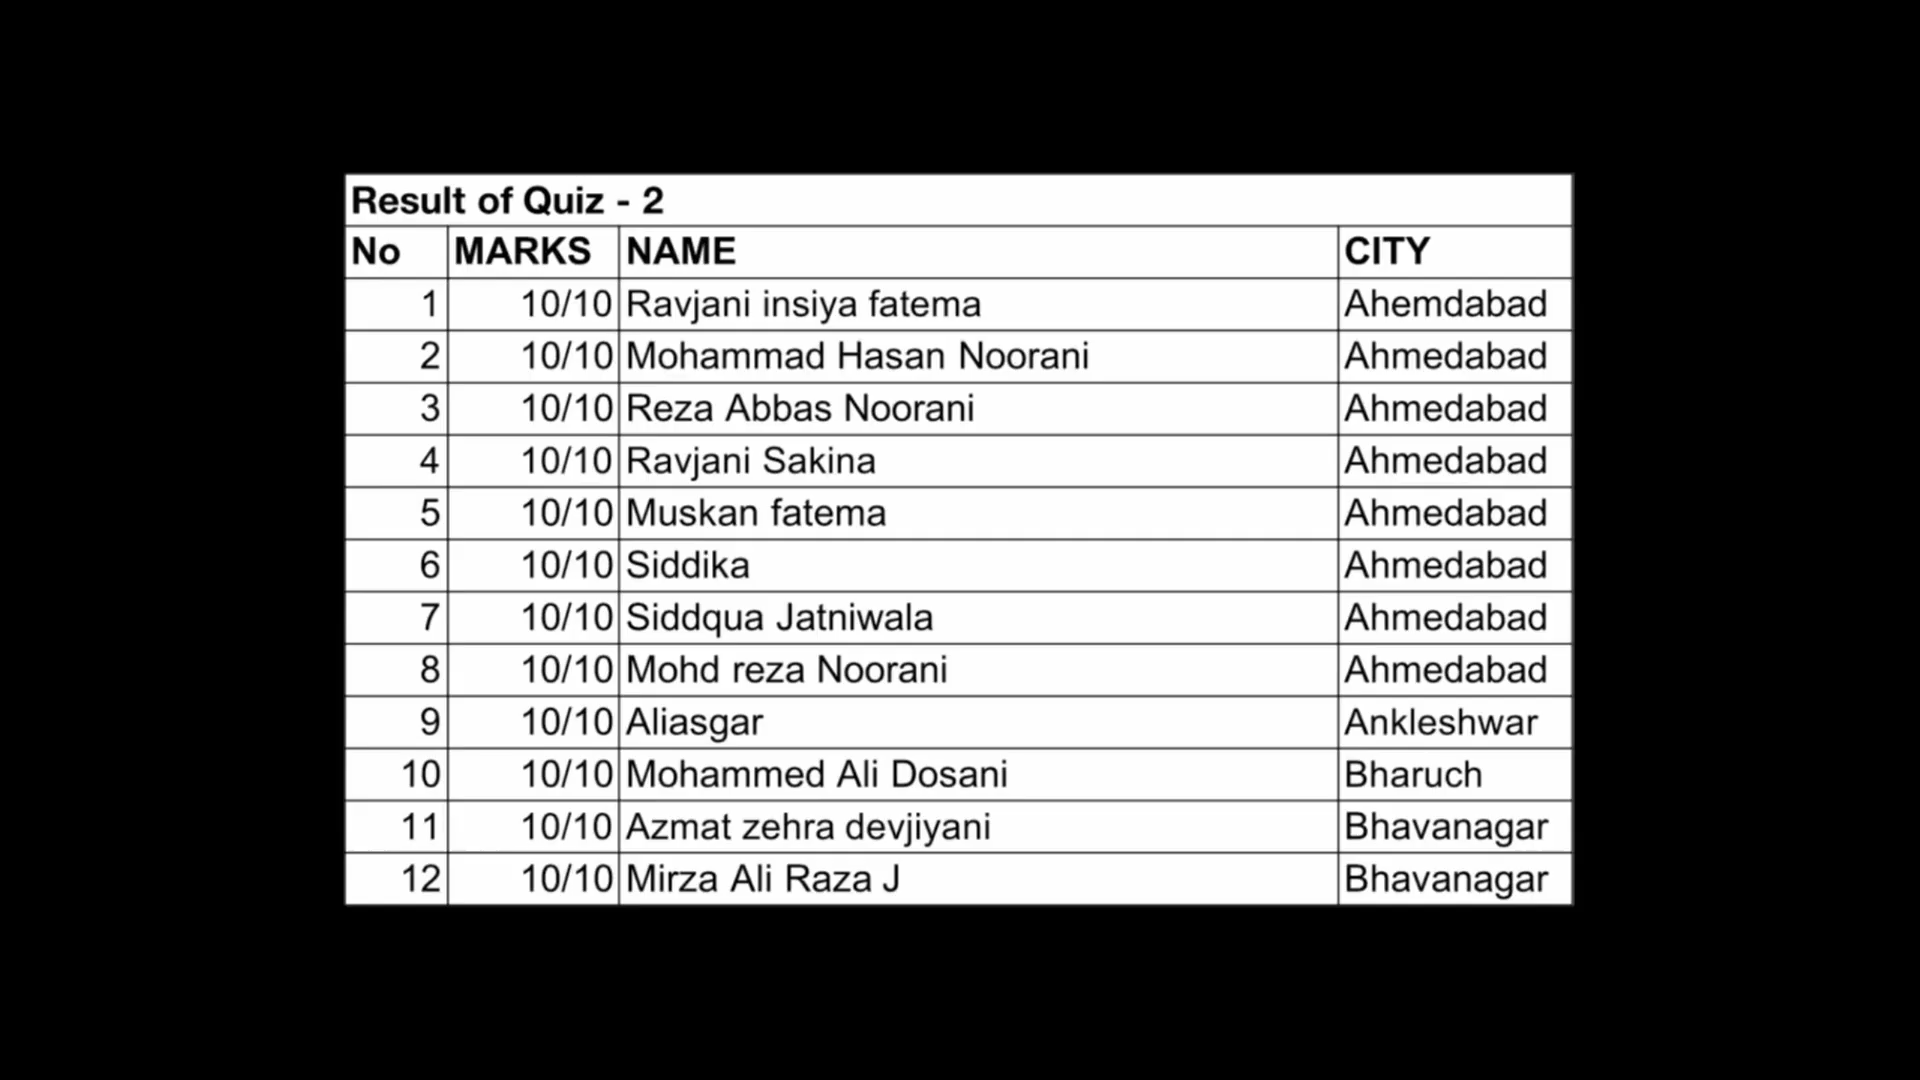 Result of Quiz - 2
No MARKS NAME CITY
1 10/10 Ravjani insiya fatema Ahemdabad
2 10/10 Mohammad Hasan Noorani Ahmedabad
3 10/10 Reza Abbas Noorani Ahmedabad
4 10/10 Ravjani Sakina Ahmedabad
5 10/10 Muskan fatema Ahmedabad
6 10/10 Siddika Ahmedabad
7 10/10 Siddqua Jatniwala Ahmedabad
8 10/10 Mohd reza Noorani Ahmedabad
9 10/10 Aliasgar Ankleshwar
10 10/10 Mohammed Ali Dosani Bharuch
11 10/10 Azmat zehra devjiyani Bhavanagar
12 10/10 Mirza Ali Raza J Bhavanagar